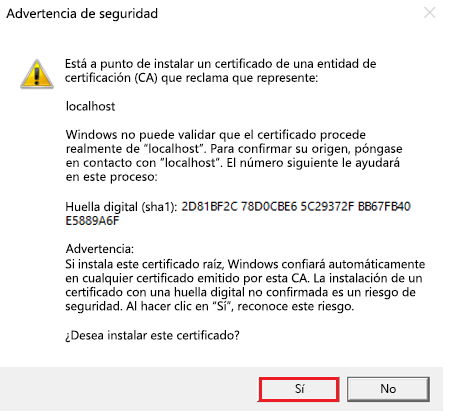 Advertencia de seguridad
Está a punto de instalar un certificado de una entidad de
certificación (CA) que reclama que represente:
localhost
Windows no puede validar que el certificado procede
realmente de "localhost". Para confirmar su origen, póngase
en contacto con "localhost". El número siguiente le ayudará
en este proceso:
Huella digital (sha1): 2D81BF2C 78D0CBE6 5C29372F BB67FB40
E5889A6F
Advertencia:
Si instala este certificado raíz, Windows confiará automáticamente
en cualquier certificado emitido por esta CA. La instalación de un
certificado con una huella digital no confirmada es un riesgo de
seguridad. Al hacer clic en "Sí", reconoce este riesgo.
¿Desea instalar este certificado?
Sí
No